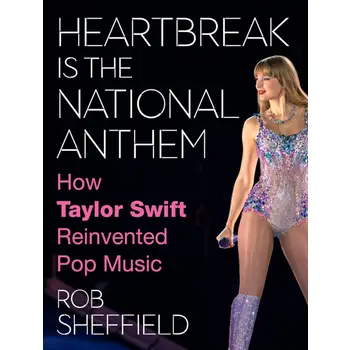 HEARTBREAK
IS THE
NATIONAL
ANTHEM
How
Taylor Swift
Reinvented
Pop Music
ROB
SHEFFIELD